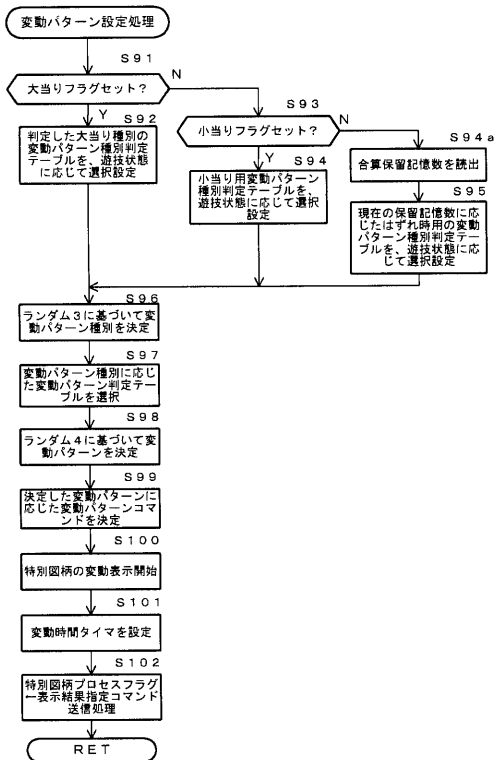 変動パターン設定処理
S91
大当りフラグセット?
N
Y
S92
判定した大当り種別の
変動パターン種別判定
テーブルを、遊技状態
に応じて選択設定
S93
小当りフラグセット?
N
Y
S94
小当り用変動パターン
種別判定テーブルを、
遊技状態に応じて選択
設定
S94a
合算保留記憶数を読出
S95
現在の保留記憶数に応
じたはずれ時用の変動
パターン種別判定テー
ブルを、遊技状態に応
じて選択設定
S96
ランダム3に基づいて変
動パターン種別を決定
S97
変動パターン種別に応じ
た変動パターン判定テー
ブルを選択
S98
ランダム4に基づいて変
動パターンを決定
S99
決定した変動パターンに
応じた変動パターンコマ
ンドを決定
S100
特別図柄の変動表示開始
S101
変動時間タイマを設定
S102
特別図柄プロセスフラグ
←表示結果指定コマンド
送信処理
RET